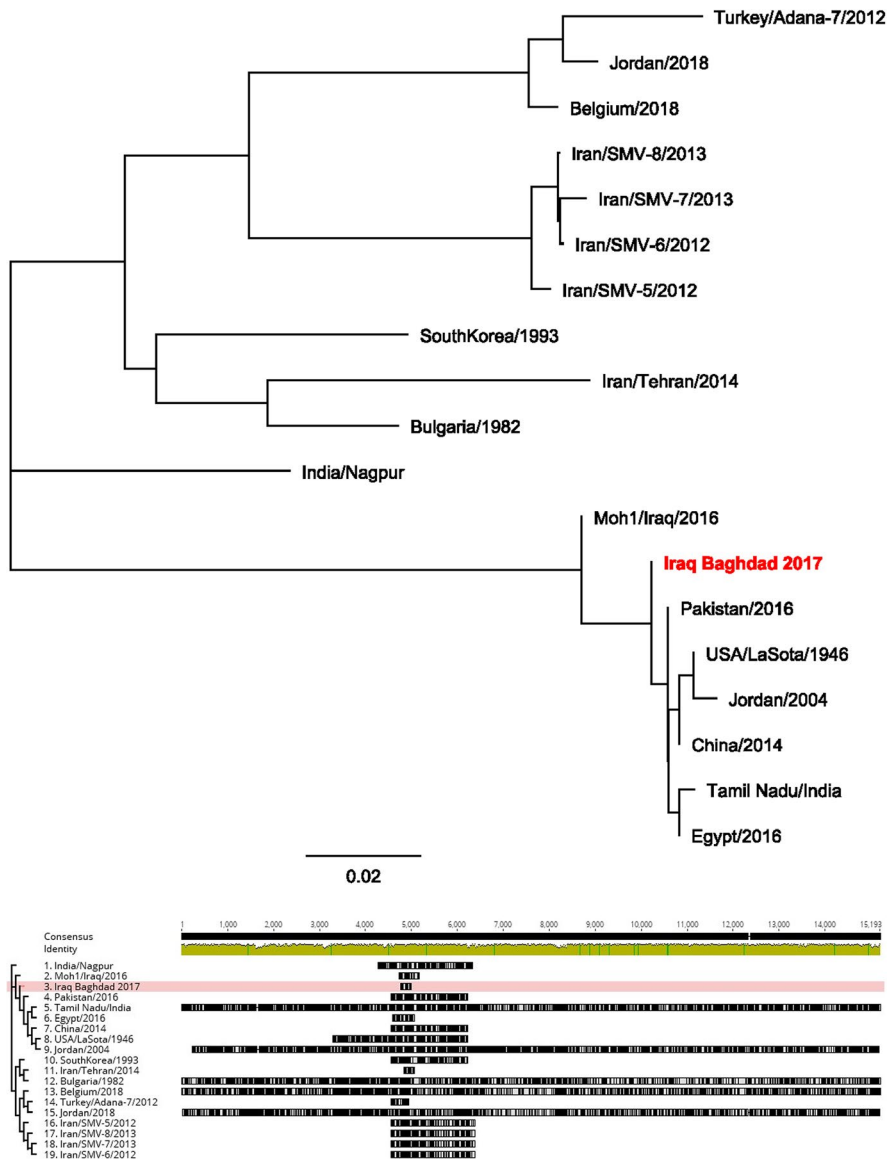 Turkey/Adana-7/2012
Jordan/2018
Belgium/2018
Iran/SMV-8/2013
Iran/SMV-7/2013
Iran/SMV-6/2012
Iran/SMV-5/2012
SouthKorea/1993
Iran/Tehran/2014
Bulgaria/1982
India/Nagpur
Moh1/Iraq/2016
Iraq Baghdad 2017
Pakistan/2016
USA/LaSota/1946
Jordan/2004
China/2014
Tamil Nadu/India
Egypt/2016
0.02
1 1,000 2,000 3,000 4,000 5,000 6,000 7,000 8,000 9,000 10,000 11,000 12,000 13,000 14,000 15,193
Consensus
Identity
1. India/Nagpur
2. Moh1/Iraq/2016
3. Iraq Baghdad 2017
4. Pakistan/2016
5. Tamil Nadu/India
6. Egypt/2016
7. China/2014
8. USA/LaSota/1946
9. Jordan/2004
10. SouthKorea/1993
11. Iran/Tehran/2014
12. Bulgaria/1982
13. Belgium/2018
14. Turkey/Adana-7/2012
15. Jordan/2018
16. Iran/SMV-5/2012
17. Iran/SMV-8/2013
18. Iran/SMV-7/2013
19. Iran/SMV-6/2012